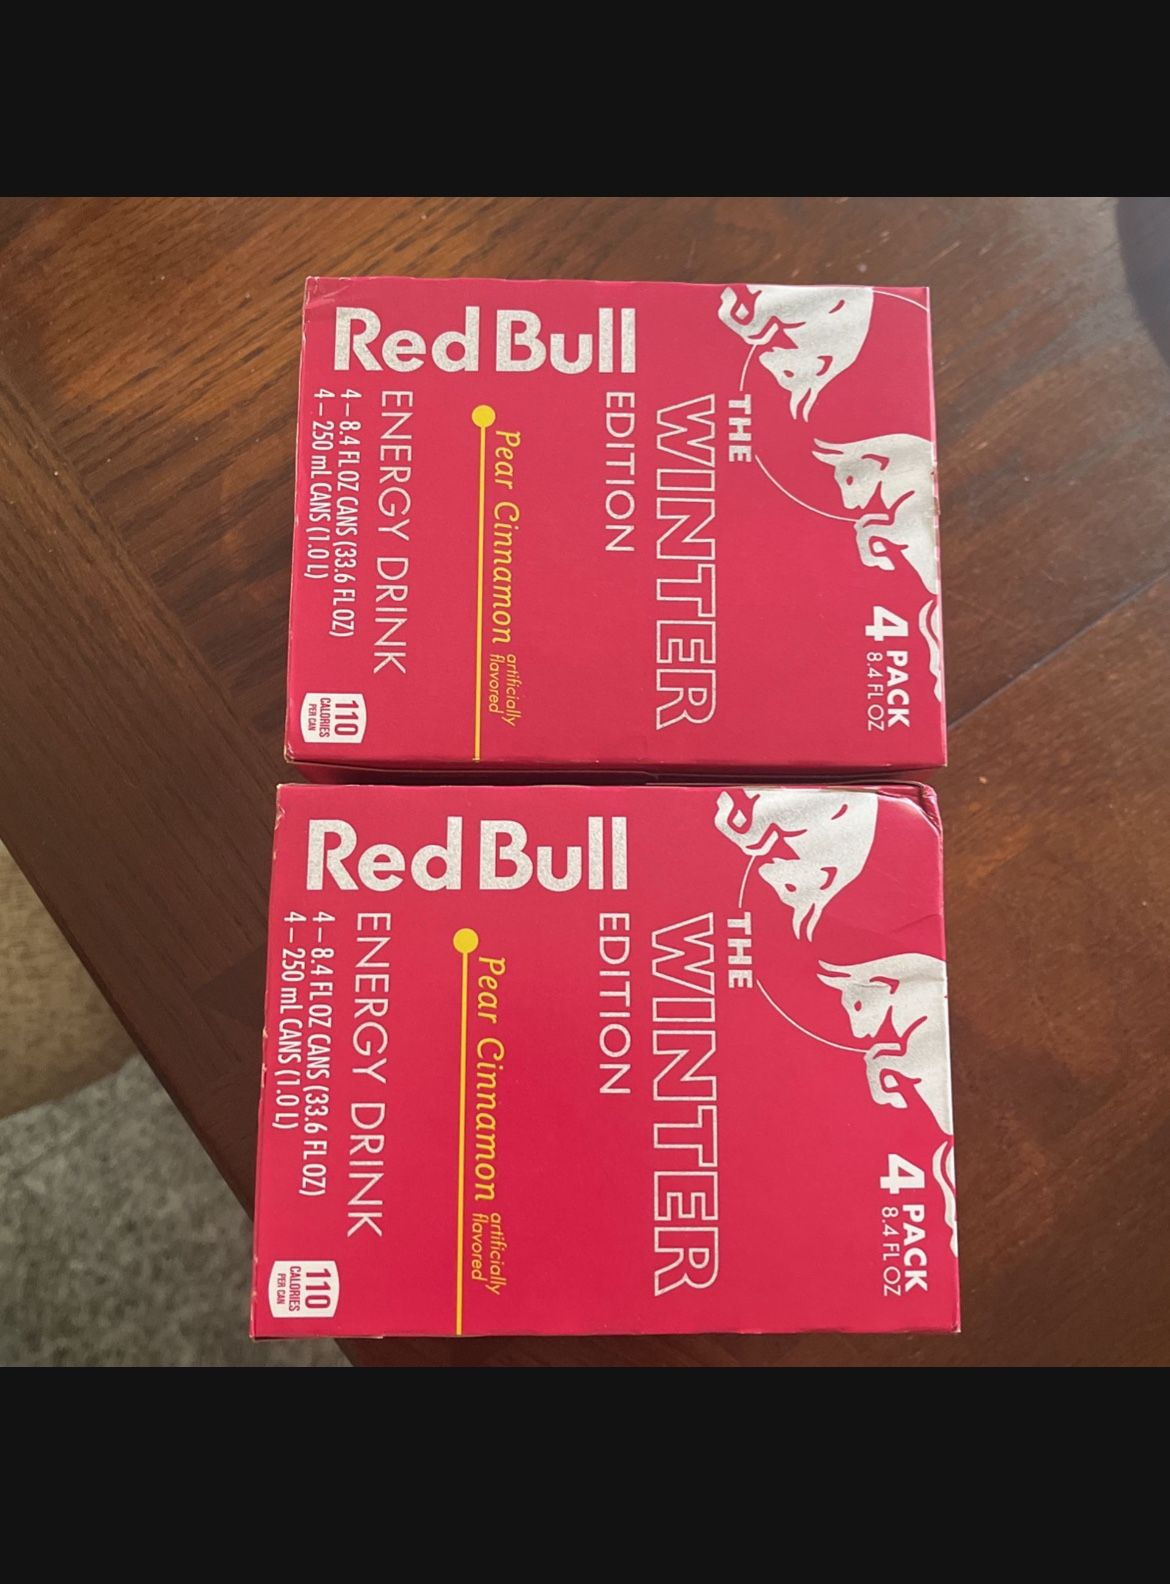 Red Bull
ENERGY DRINK
4 – 8.4 FL OZ CANS (33.6 FL OZ)
4 – 250 mL CANS (1.0 L)
110
CALORIES
PER CAN
Pear Cinnamon
artificially
flavored
THE
WINTER
EDITION
4 PACK
8.4 FL OZ
Red Bull
ENERGY DRINK
4 – 8.4 FL OZ CANS (33.6 FL OZ)
4 – 250 mL CANS (1.0 L)
110
CALORIES
PER CAN
Pear Cinnamon
artificially
flavored
THE
WINTER
EDITION
4 PACK
8.4 FL OZ